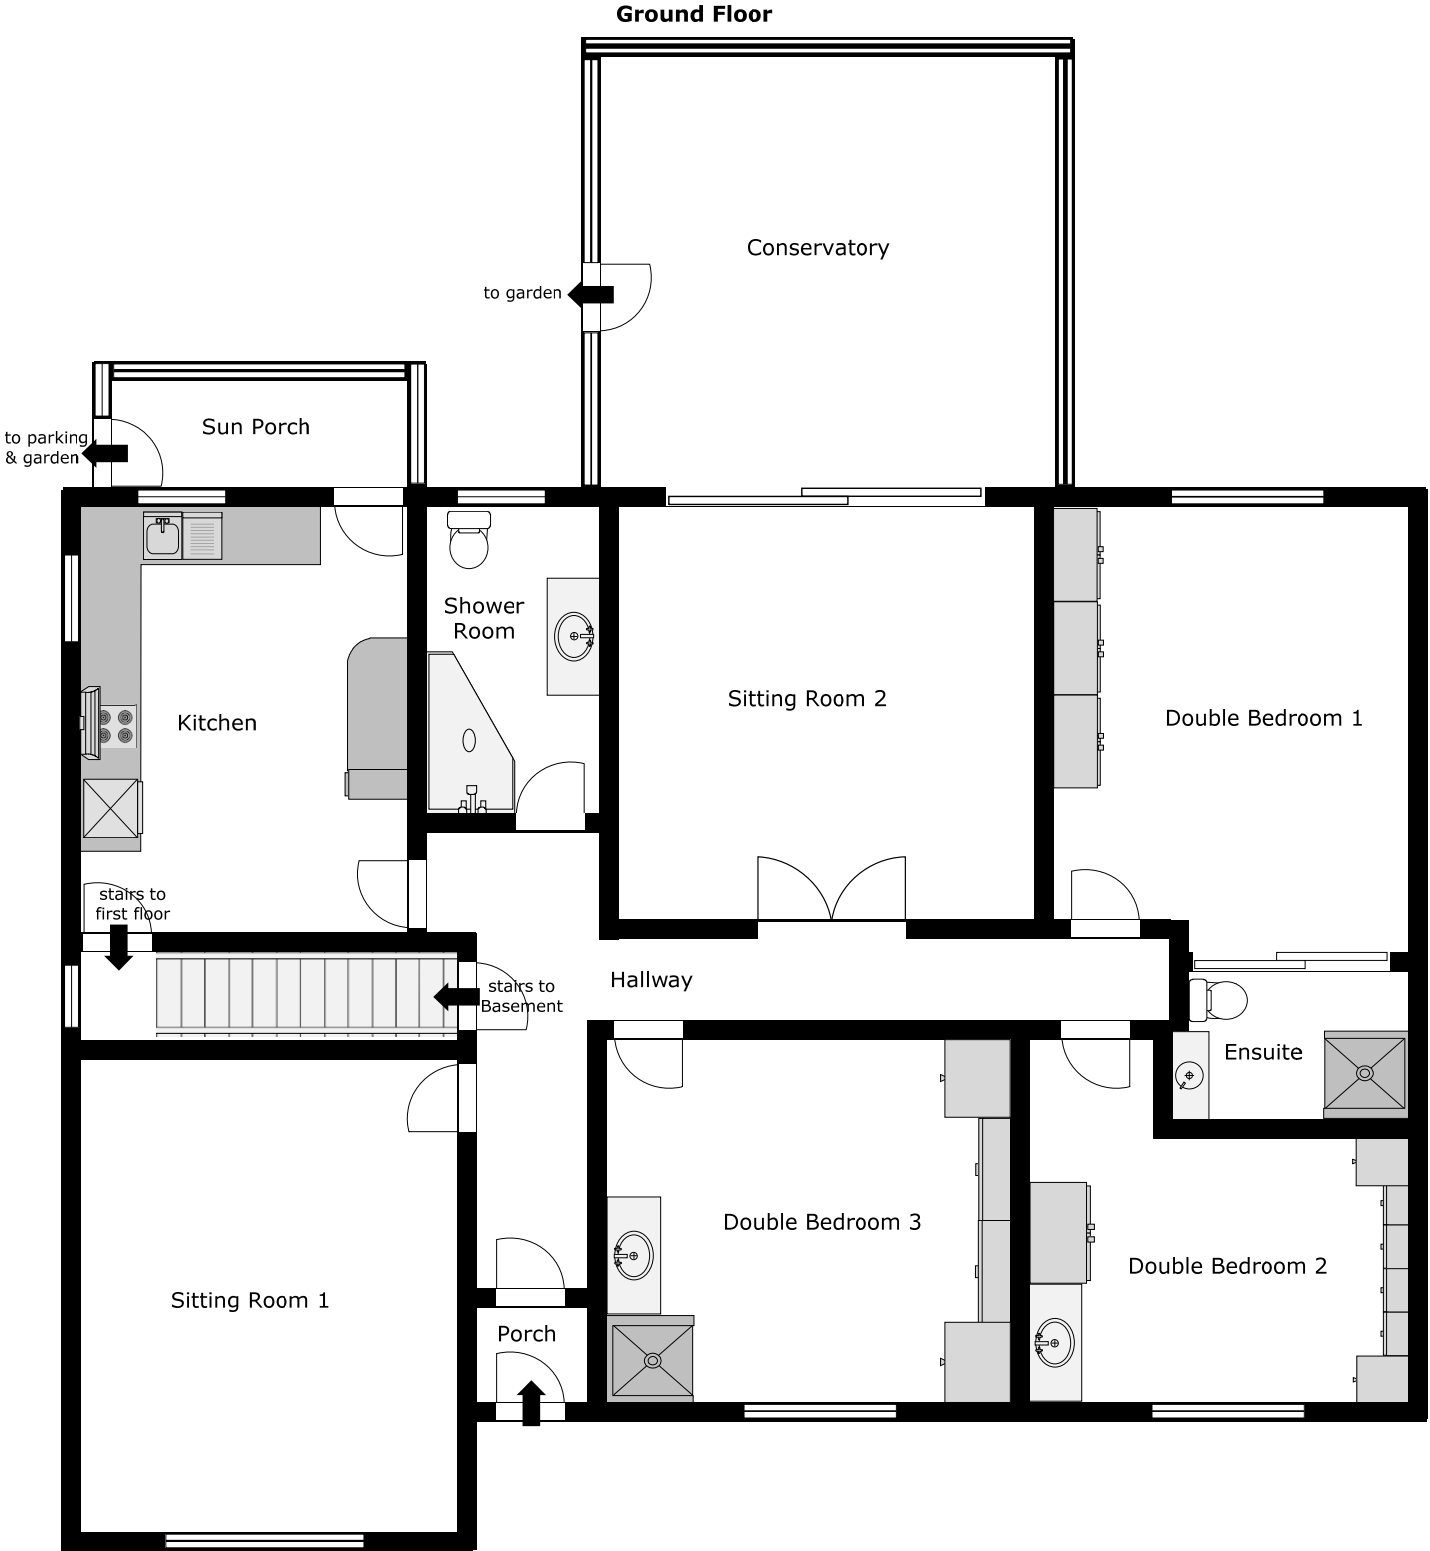 Ground Floor
Conservatory
to garden
Sun Porch
to parking
& garden
Shower
Room
Sitting Room 2
Double Bedroom 1
Kitchen
stairs to
first floor
Hallway
stairs to
Basement
Ensuite
Double Bedroom 3
Double Bedroom 2
Sitting Room 1
Porch